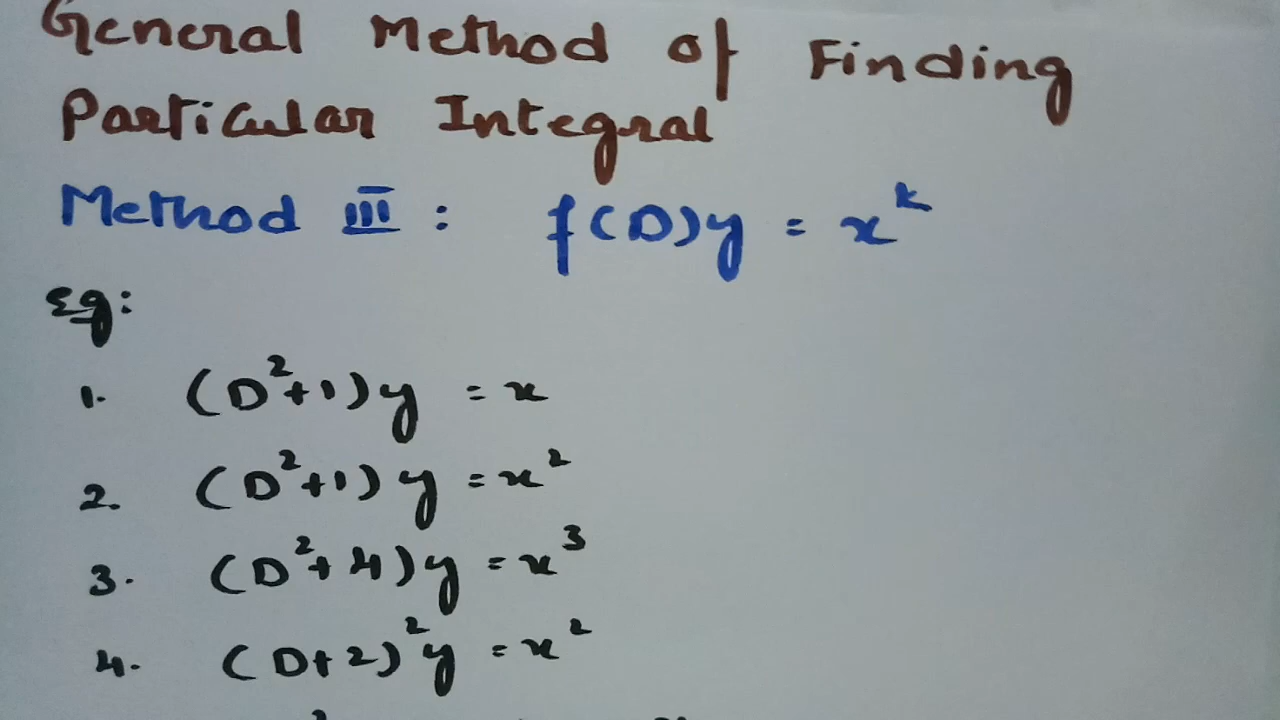 General Method of Finding
Particular Integral
Method III : f(D)y = x^k
Eg:
1. (D²+1)y = x
2. (D²+1)y = x²
3. (D²+4)y = x³
4. (D+2)²y = x²